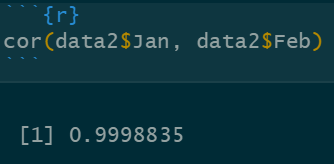 ```{r}
cor(data2$Jan, data2$Feb)
```
[1] 0.9998835